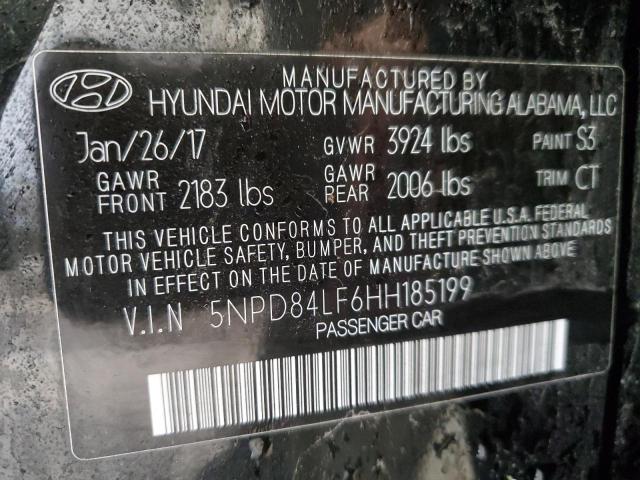 MANUFACTURED BY
HYUNDAI MOTOR MANUFACTURING ALABAMA, LLC
Jan/26/17 GVWR 3924 lbs PAINT S3
GAWR FRONT 2183 lbs GAWR REAR 2006 lbs TRIM CT
THIS VEHICLE CONFORMS TO ALL APPLICABLE U.S.A. FEDERAL
MOTOR VEHICLE SAFETY, BUMPER, AND THEFT PREVENTION STANDARDS
IN EFFECT ON THE DATE OF MANUFACTURE SHOWN ABOVE
V.I.N 5NPD84LF6HH185199
PASSENGER CAR